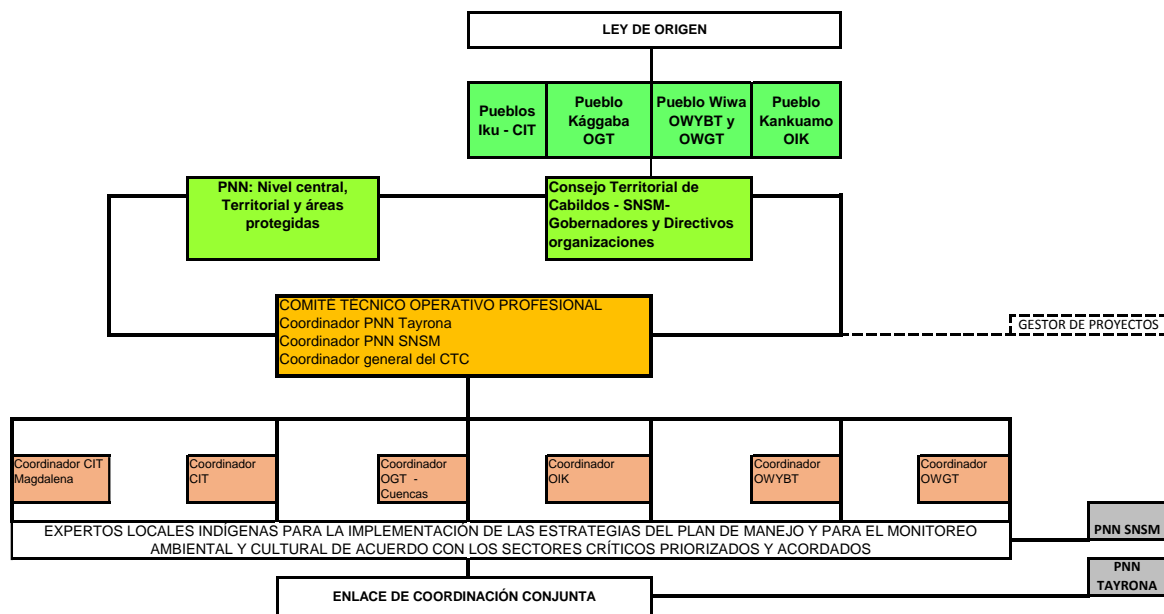 LEY DE ORIGEN
Pueblos
Iku - CIT
Pueblo
Kággaba
OGT
Pueblo Wiwa
OWYBT y
OWGT
Pueblo
Kankuamo
OIK
PNN: Nivel central,
Territorial y áreas
protegidas
Consejo Territorial de
Cabildos - SNSM-
Gobernadores y Directivos
organizaciones
COMITÉ TÉCNICO OPERATIVO PROFESIONAL
Coordinador PNN Tayrona
Coordinador PNN SNSM
Coordinador general del CTC
GESTOR DE PROYECTOS
Coordinador CIT
Magdalena
Coordinador
CIT
Coordinador
OGT -
Cuencas
Coordinador
OIK
Coordinador
OWYBT
Coordinador
OWGT
EXPERTOS LOCALES INDÍGENAS PARA LA IMPLEMENTACIÓN DE LAS ESTRATEGIAS DEL PLAN DE MANEJO Y PARA EL MONITOREO
AMBIENTAL Y CULTURAL DE ACUERDO CON LOS SECTORES CRÍTICOS PRIORIZADOS Y ACORDADOS
PNN SNSM
PNN
TAYRONA
ENLACE DE COORDINACIÓN CONJUNTA